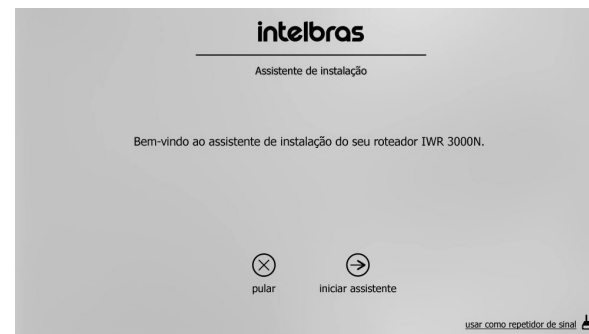 intelbras
Assistente de instalação
Bem-vindo ao assistente de instalação do seu roteador IWR 3000N.
pular iniciar assistente
usar como repetidor de sinal